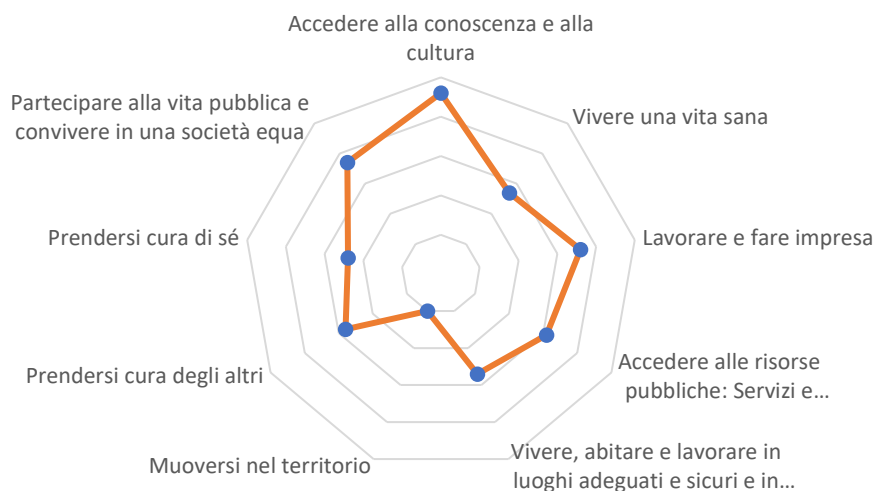 Accedere alla conoscenza e alla
cultura
Vivere una vita sana
Lavorare e fare impresa
Accedere alle risorse
pubbliche: Servizi e...
Vivere, abitare e lavorare in
luoghi adeguati e sicuri e in...
Muoversi nel territorio
Prendersi cura degli altri
Prendersi cura di sé
Partecipare alla vita pubblica e
convivere in una società equa